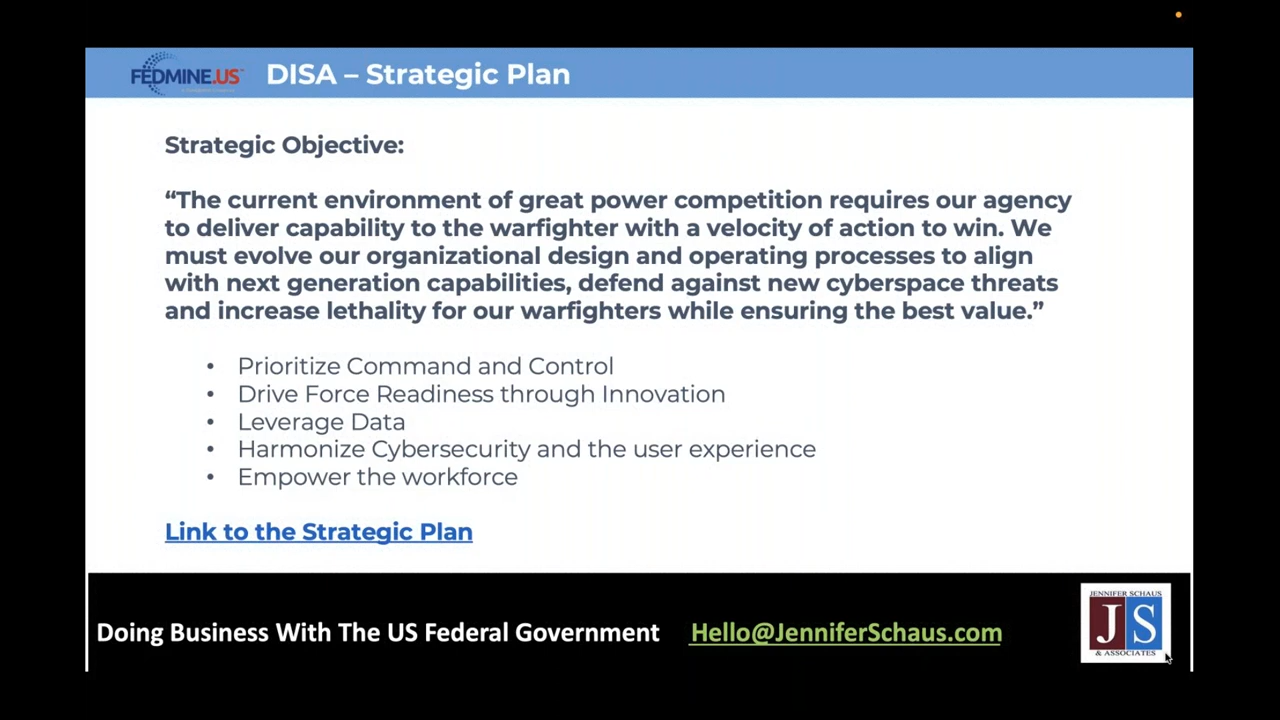 FEDMINE.US
DISA – Strategic Plan
Strategic Objective:
“The current environment of great power competition requires our agency
to deliver capability to the warfighter with a velocity of action to win. We
must evolve our organizational design and operating processes to align
with next generation capabilities, defend against new cyberspace threats
and increase lethality for our warfighters while ensuring the best value.”
• Prioritize Command and Control
• Drive Force Readiness through Innovation
• Leverage Data
• Harmonize Cybersecurity and the user experience
• Empower the workforce
Link to the Strategic Plan
Doing Business With The US Federal Government
Hello@JenniferSchaus.com
JENNIFER SCHAUS
JS
& ASSOCIATES